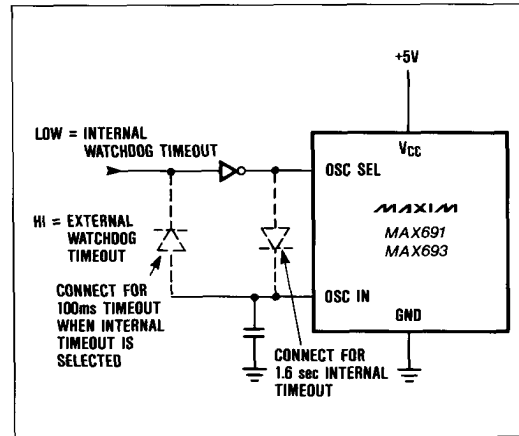 +5V
LOW = INTERNAL
WATCHDOG TIMEOUT
HI = EXTERNAL
WATCHDOG
TIMEOUT
CONNECT FOR
100ms TIMEOUT
WHEN INTERNAL
TIMEOUT IS
SELECTED
VCC
OSC SEL
MAXIM
MAX691
MAX693
OSC IN
GND
CONNECT FOR
1.6 sec INTERNAL
TIMEOUT